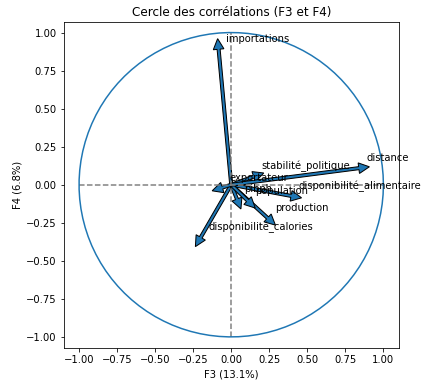 Cercle des corrélations (F3 et F4)
1.00
importations
0.75
0.50
0.25
distance
stabilité_politique
exportateur
0.00
disponibilité_alimentaire
population
production
−0.25
disponibilité_calories
−0.50
−0.75
−1.00
−1.00 −0.75 −0.50 −0.25 0.00 0.25 0.50 0.75 1.00
F3 (13.1%)
F4 (6.8%)